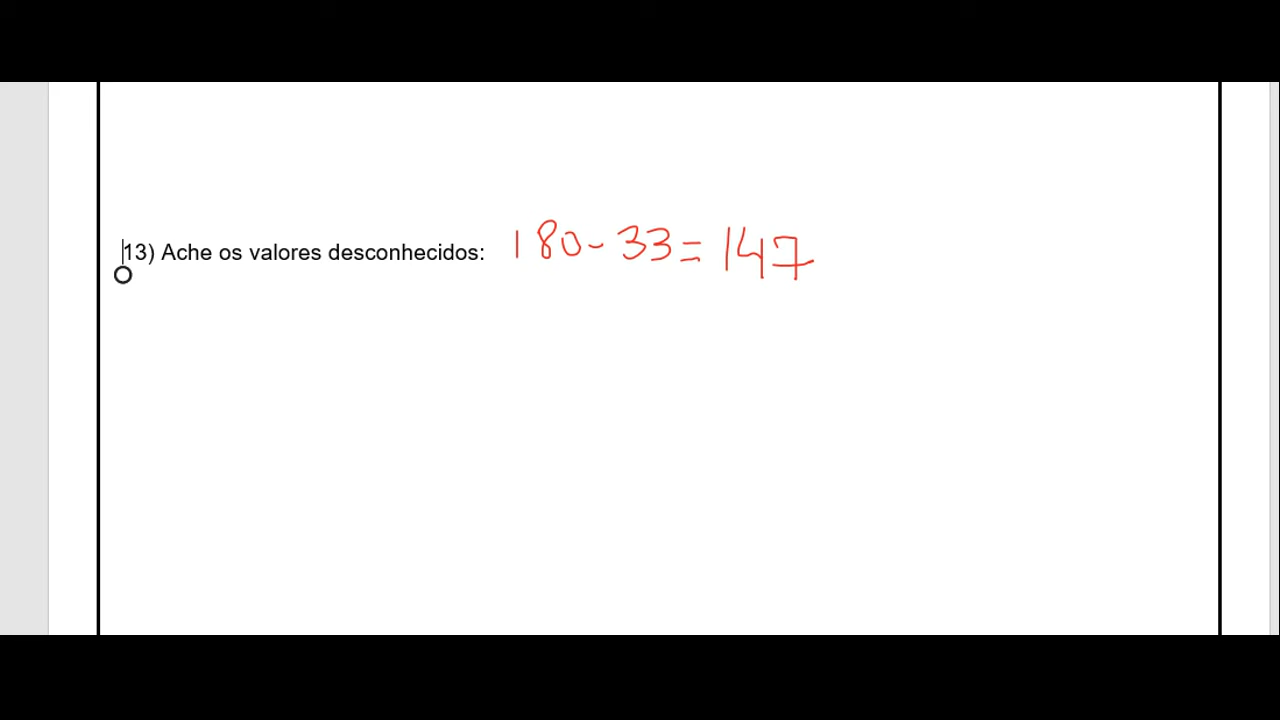 13) Ache os valores desconhecidos: 180-33=147